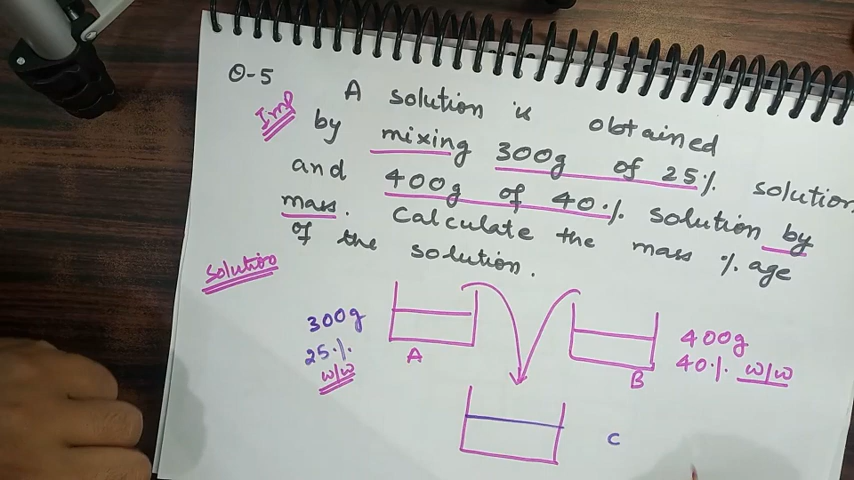 Q-5 A solution is obtained
Imp by mixing 300g of 25% solution
and 400g of 40% solution by
mass. Calculate the mass % age
of the solution.
Solution
300g
25%
w/w
A
B
400g
40% w/w
C